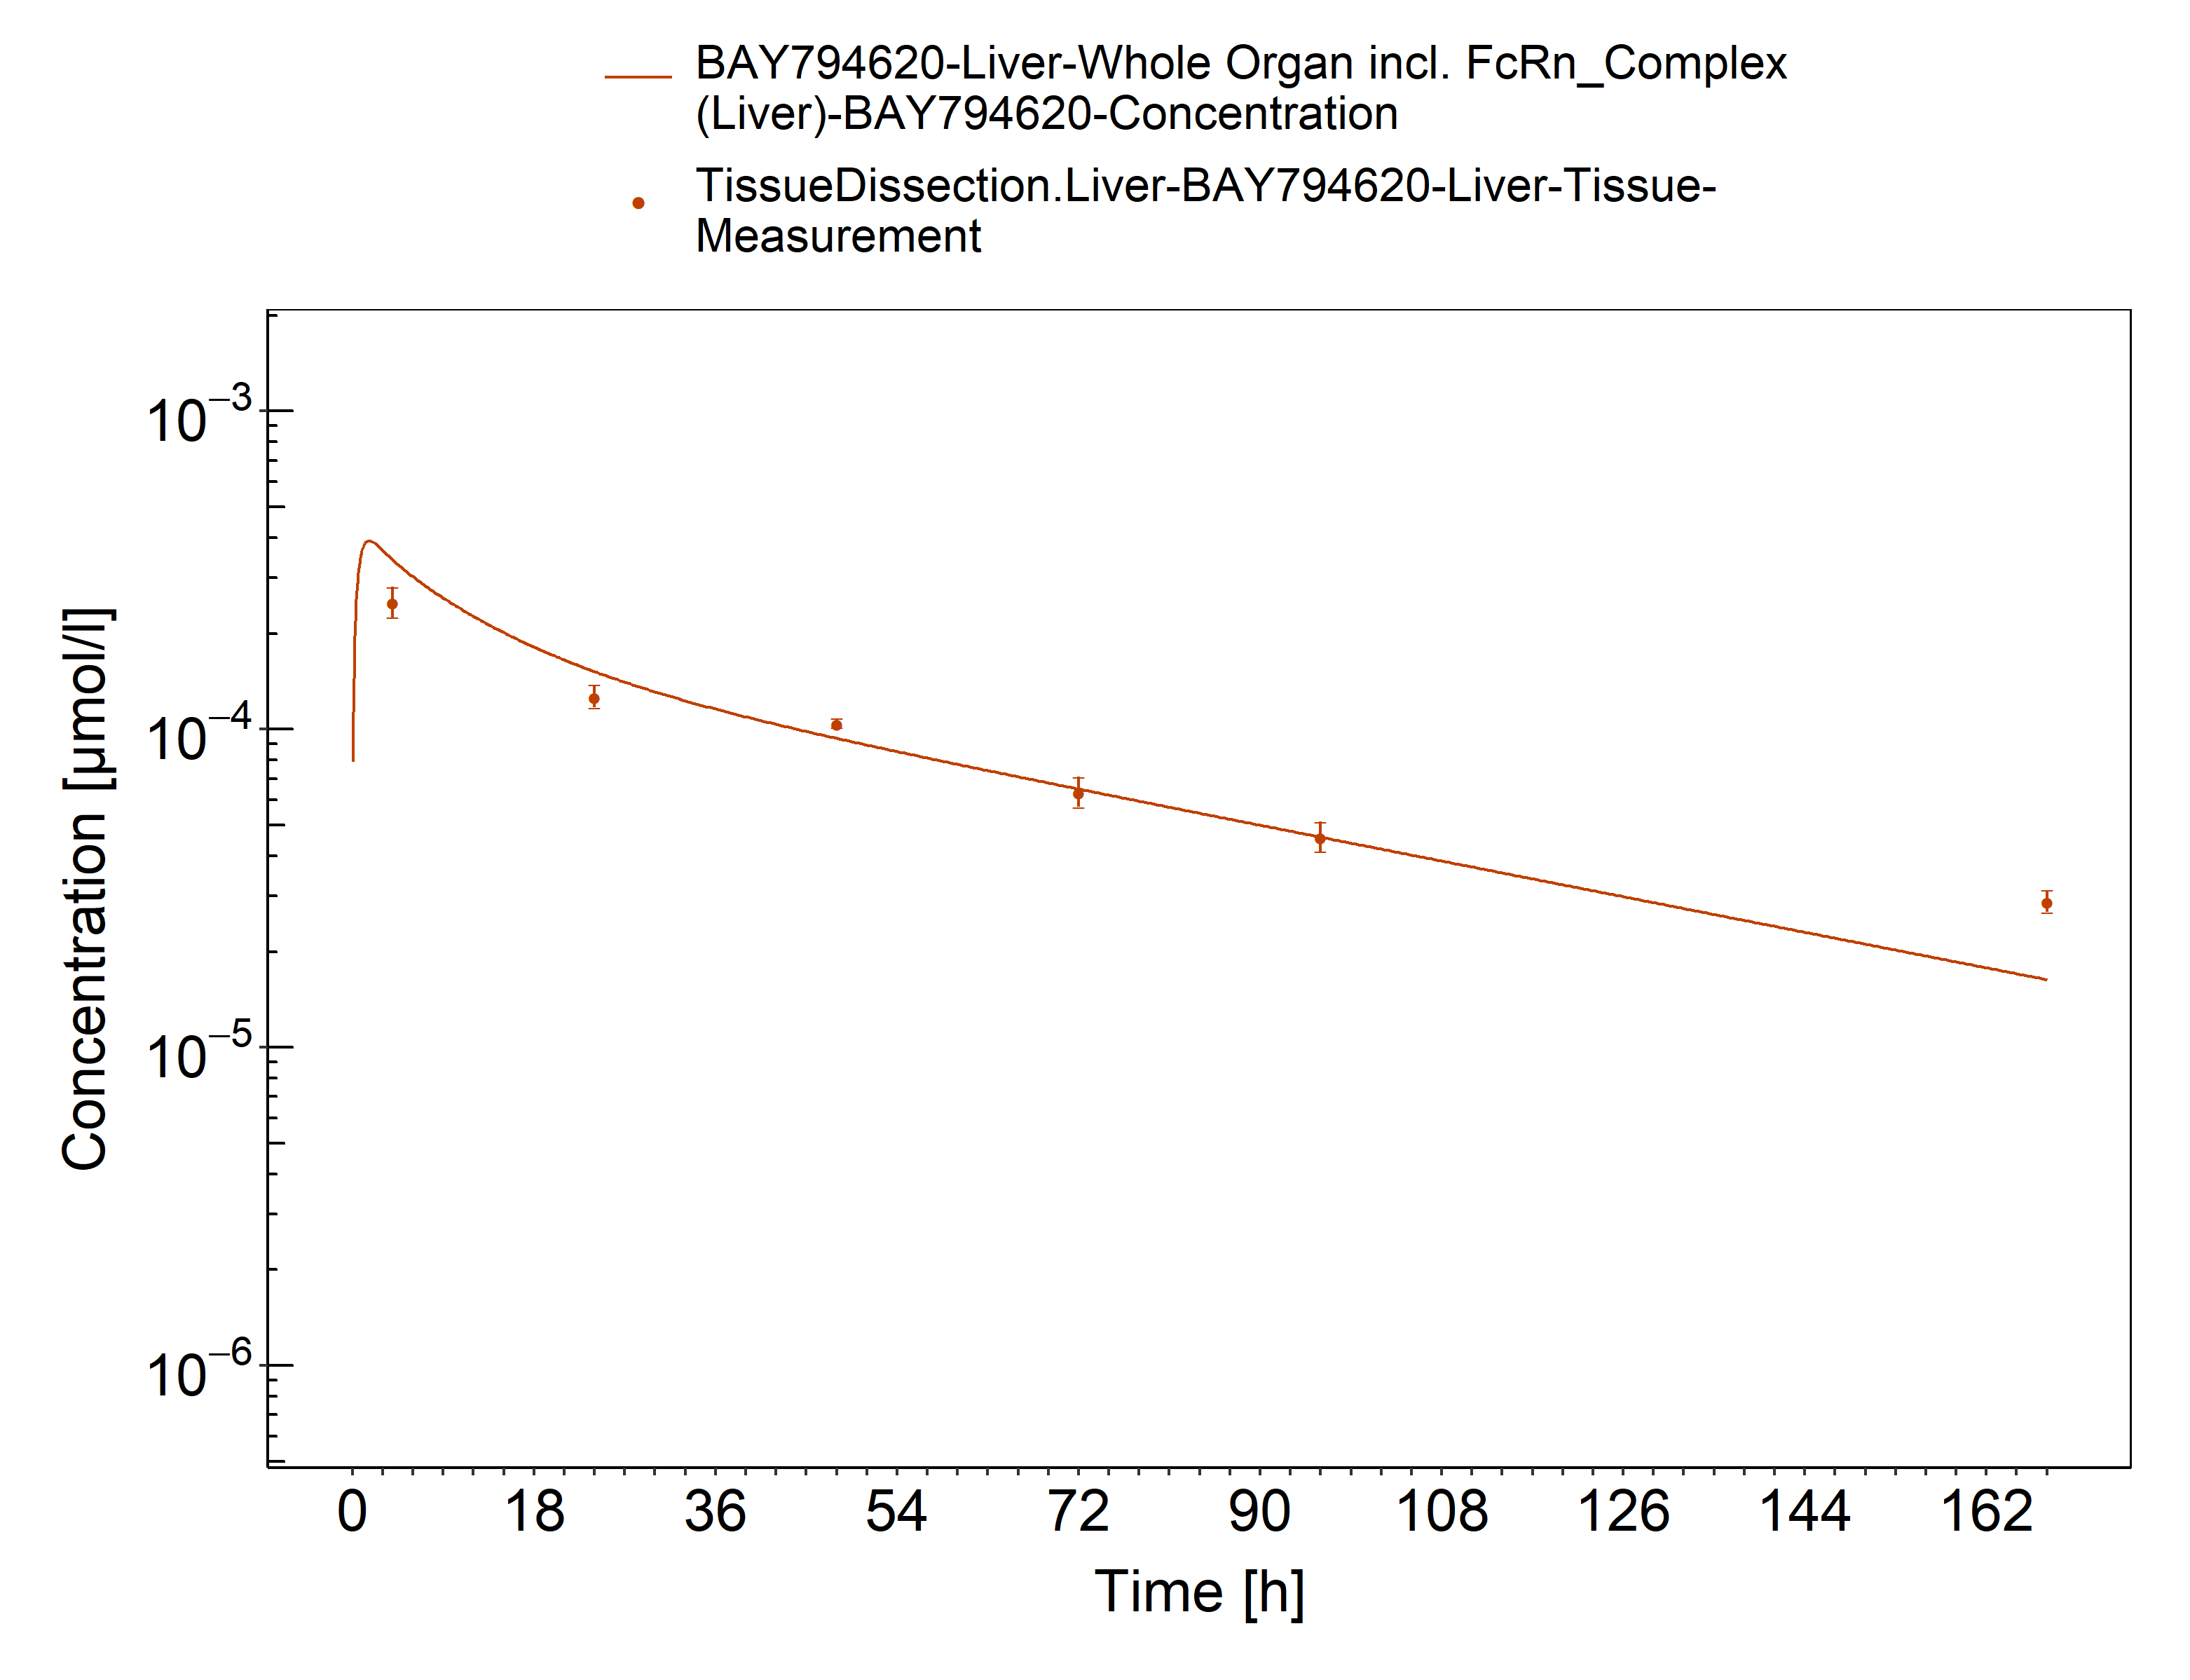 BAY794620-Liver-Whole Organ incl. FcRn_Complex
(Liver)-BAY794620-Concentration
TissueDissection.Liver-BAY794620-Liver-Tissue-
Measurement
10⁻³
10⁻⁴
10⁻⁵
10⁻⁶
Concentration [µmol/l]
0 18 36 54 72 90 108 126 144 162
Time [h]